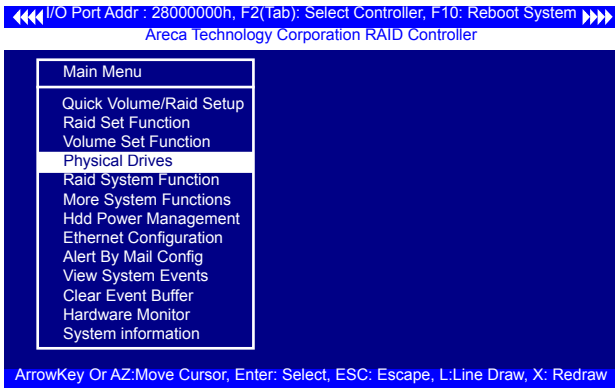 I/O Port Addr : 28000000h, F2(Tab): Select Controller, F10: Reboot System
Areca Technology Corporation RAID Controller
Main Menu
Quick Volume/Raid Setup
Raid Set Function
Volume Set Function
Physical Drives
Raid System Function
More System Functions
Hdd Power Management
Ethernet Configuration
Alert By Mail Config
View System Events
Clear Event Buffer
Hardware Monitor
System information
ArrowKey Or AZ:Move Cursor, Enter: Select, ESC: Escape, L:Line Draw, X: Redraw